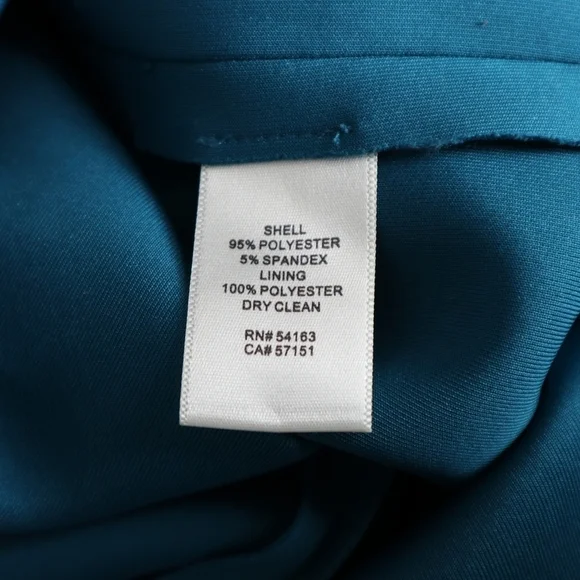 SHELL
95% POLYESTER
5% SPANDEX
LINING
100% POLYESTER
DRY CLEAN
RN# 54163
CA# 57151